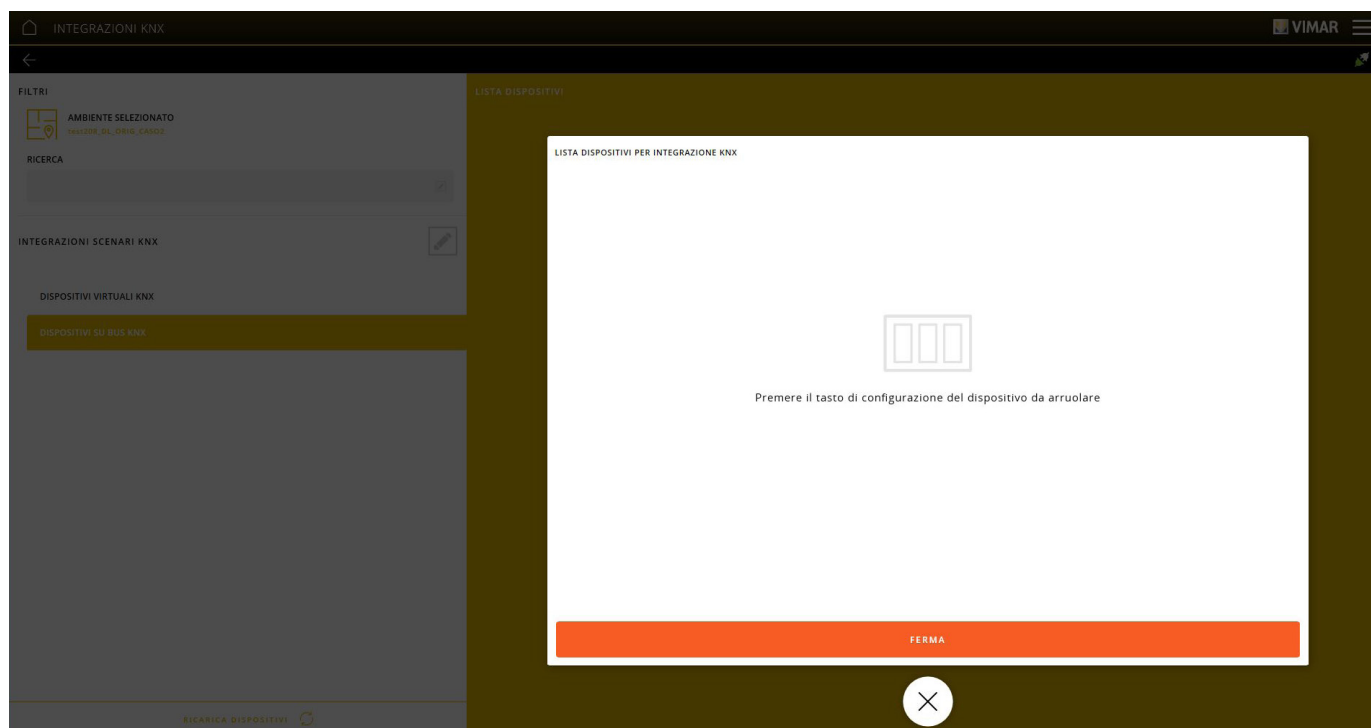 INTEGRAZIONI KNX
VIMAR
FILTRI
LISTA DISPOSITIVI
AMBIENTE SELEZIONATO
RICERCA
LISTA DISPOSITIVI PER INTEGRAZIONE KNX
INTEGRAZIONI SCENARI KNX
DISPOSITIVI VIRTUALI KNX
DISPOSITIVI SU BUS KNX
Premere il tasto di configurazione del dispositivo da arruolare
FERMA
RICARICA DISPOSITIVI